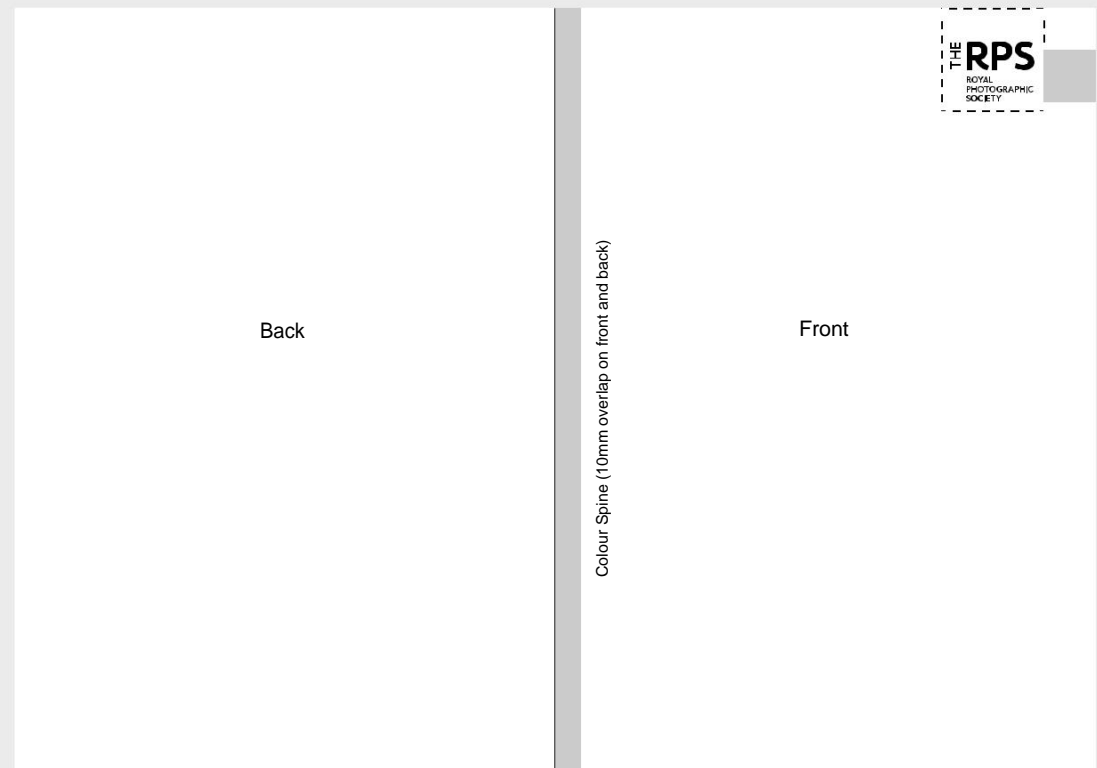 Back
Colour Spine (10mm overlap on front and back)
Front
THE
RPS
ROYAL
PHOTOGRAPHIC
SOCIETY